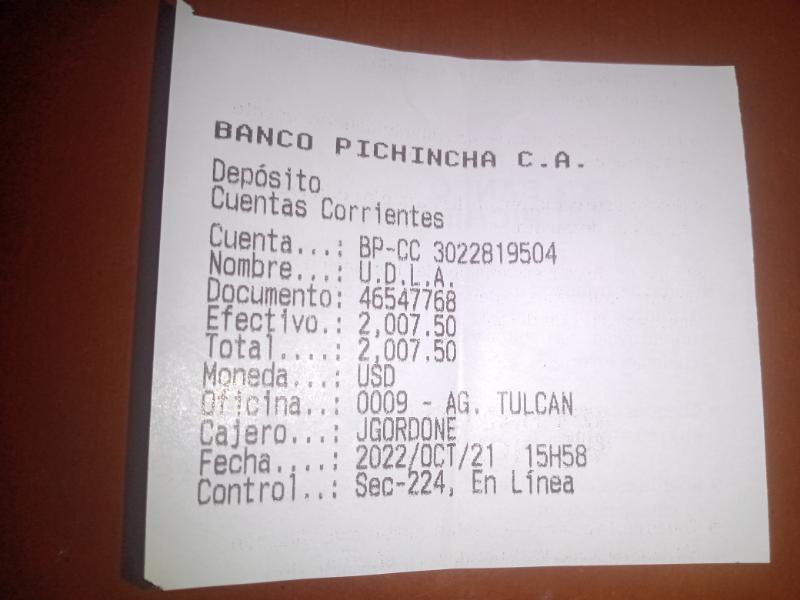 BANCO PICHINCHA C.A.
Depósito
Cuentas Corrientes
Cuenta...: BP-CC 3022819504
Nombre...: U.D.L.A.
Documento: 46547768
Efectivo.: 2,007.50
Total....: 2,007.50
Moneda...: USD
Oficina..: 0009 - AG. TULCAN
Cajero...: JGORDONE
Fecha....: 2022/OCT/21 15H58
Control..: Sec-224, En Línea